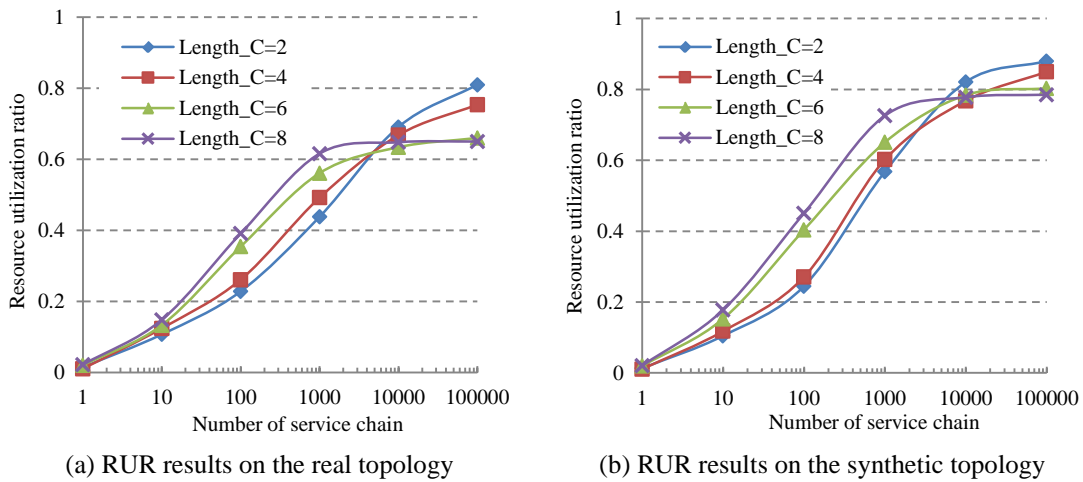 1
0.8
0.6
0.4
0.2
0
Resource utilization ratio
Length_C=2
Length_C=4
Length_C=6
Length_C=8
1 10 100 1000 10000 100000
Number of service chain
(a) RUR results on the real topology
1
0.8
0.6
0.4
0.2
0
Resource utilization ratio
Length_C=2
Length_C=4
Length_C=6
Length_C=8
1 10 100 1000 10000 100000
Number of service chain
(b) RUR results on the synthetic topology